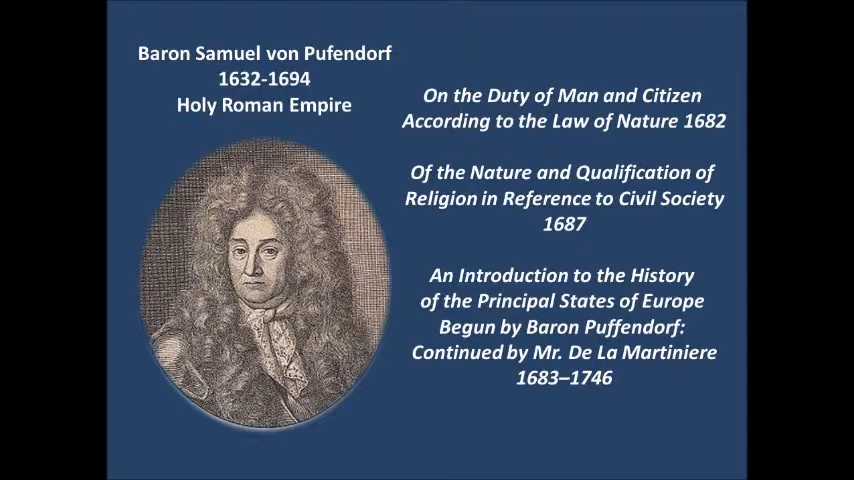 Baron Samuel von Pufendorf
1632-1694
Holy Roman Empire
On the Duty of Man and Citizen
According to the Law of Nature 1682
Of the Nature and Qualification of
Religion in Reference to Civil Society
1687
An Introduction to the History
of the Principal States of Europe
Begun by Baron Puffendorf:
Continued by Mr. De La Martiniere
1683–1746